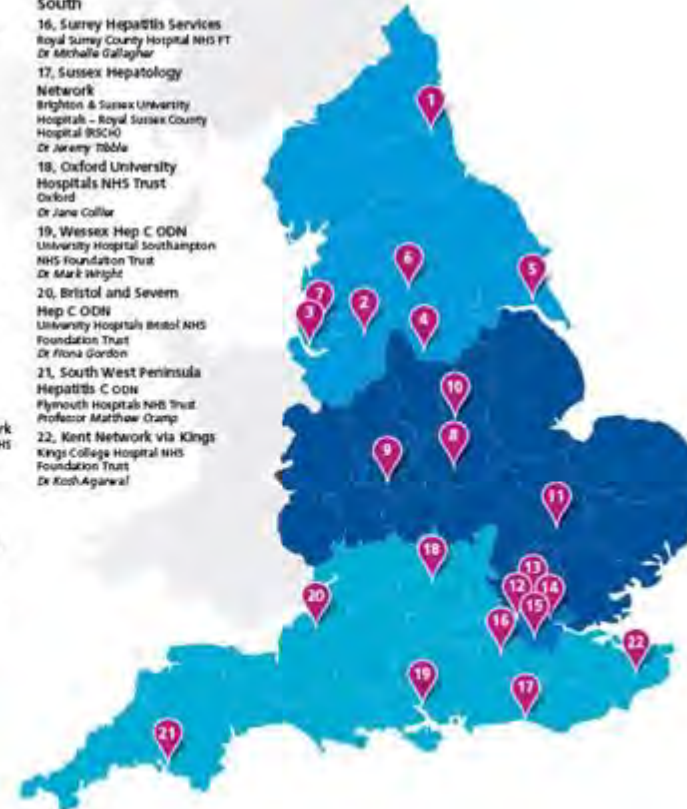 South
16, Surrey Hepatitis Services
Royal Surrey County Hospital NHS FT
Dr Michelle Gallagher
17, Sussex Hepatology
Network
Brighton & Sussex University
Hospitals – Royal Sussex County
Hospital (RSCH)
Dr Jeremy Tibble
18, Oxford University
Hospitals NHS Trust
Oxford
Dr Jane Collier
19, Wessex Hep C ODN
University Hospital Southampton
NHS Foundation Trust
Dr Mark Wright
20, Bristol and Severn
Hep C ODN
University Hospitals Bristol NHS
Foundation Trust
Dr Fiona Gordon
21, South West Peninsula
Hepatitis C ODN
Plymouth Hospitals NHS Trust
Professor Matthew Cramp
22, Kent Network via Kings
Kings College Hospital NHS
Foundation Trust
Dr Kosh Agarwal
rk
HS
1
6
5
7
2
3
4
10
8
9
11
18
13
12
14
20
15
16
22
19
17
21